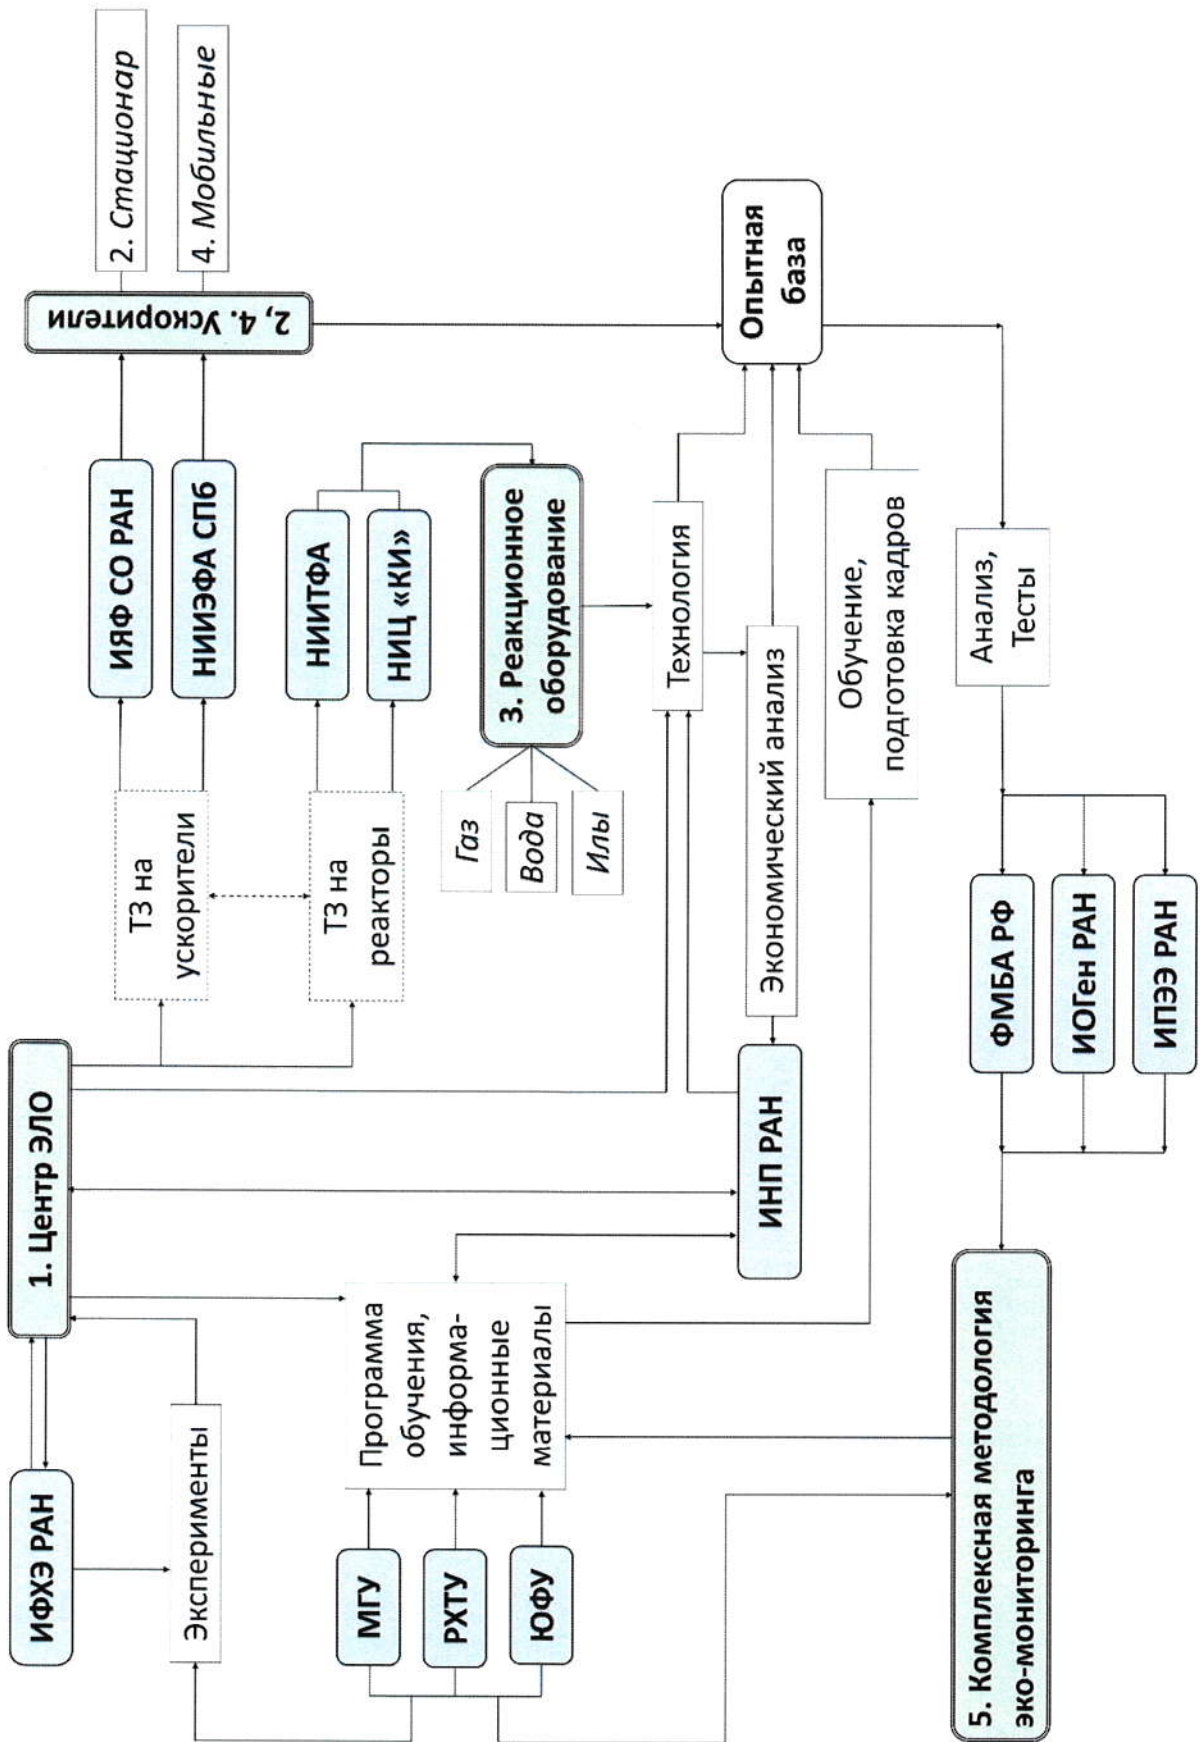 ИФХЭ РАН
1. Центр ЭЛО
Эксперименты
ТЗ на
ускорители
ИЯФ СО РАН
НИИЭФА СПб
2, 4. Ускорители
2. Стационар
4. Мобильные
МГУ
РХТУ
ЮФУ
Программа
обучения,
информа-
ционные
материалы
ТЗ на
реакторы
НИИТФА
НИЦ «КИ»
Газ
Вода
Илы
3. Реакционное
оборудование
Технология
ИНП РАН
Экономический анализ
Опытная
база
Обучение,
подготовка кадров
5. Комплексная методология
эко-мониторинга
ФМБА РФ
ИОГен РАН
ИПЭЭ РАН
Анализ,
Тесты